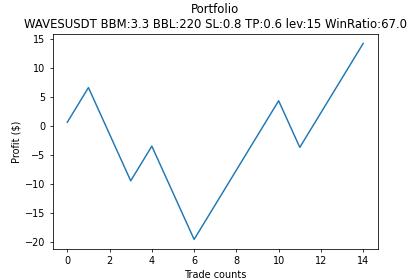 Portfolio
WAVESUSDT BBM:3.3 BBL:220 SL:0.8 TP:0.6 lev:15 WinRatio:67.0
15
10
5
0
−5
−10
−15
−20
Profit ($)
0 2 4 6 8 10 12 14
Trade counts